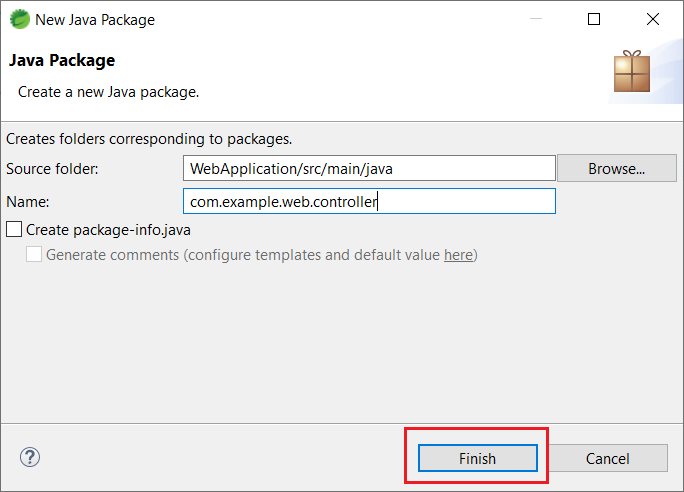 New Java Package
Java Package
Create a new Java package.
Creates folders corresponding to packages.
Source folder: WebApplication/src/main/java Browse...
Name: com.example.web.controller
Create package-info.java
Generate comments (configure templates and default value here)
? Finish Cancel